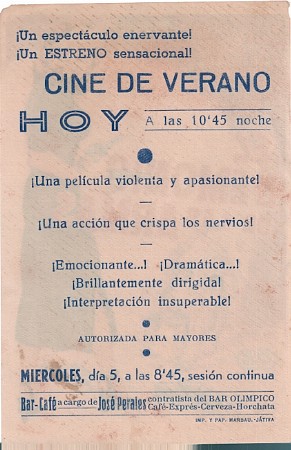 ¡Un espectáculo enervante!
¡Un ESTRENO sensacional!
CINE DE VERANO
HOY A las 10'45 noche
¡Una película violenta y apasionante!
¡Una acción que crispa los nervios!
¡Emocionante...! ¡Dramática...!
¡Brillantemente dirigida!
¡Interpretación insuperable!
AUTORIZADA PARA MAYORES
MIERCOLES, día 5, a las 8'45, sesión continua
Bar-Café a cargo de José Perales contratista del BAR OLIMPICO
Café-Exprés-Cerveza-Horchata
IMP. Y PAP. MARBAU.-JÁTIVA